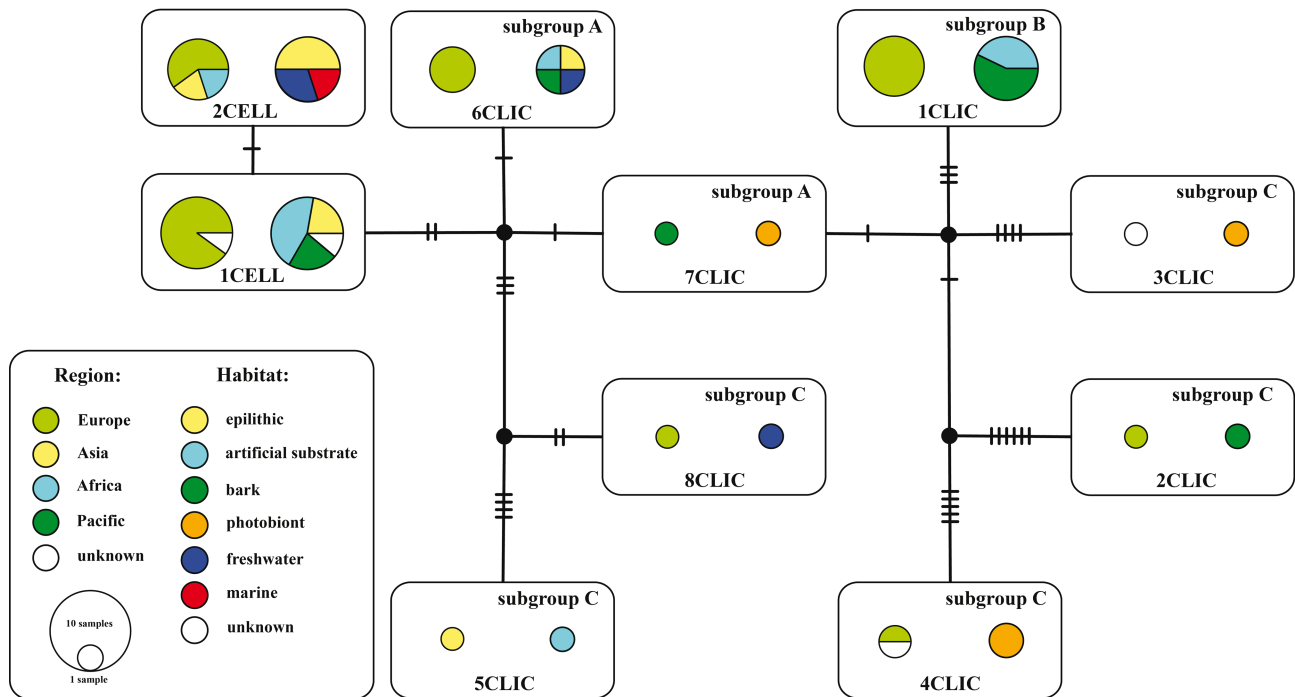 subgroup A
subgroup B
2CELL
6CLIC
1CLIC
subgroup A
subgroup C
1CELL
7CLIC
3CLIC
Region:
Habitat:
Europe
epilithic
Asia
artificial substrate
Africa
bark
Pacific
photobiont
unknown
freshwater
marine
unknown
10 samples
1 sample
subgroup C
subgroup C
8CLIC
2CLIC
subgroup C
subgroup C
5CLIC
4CLIC